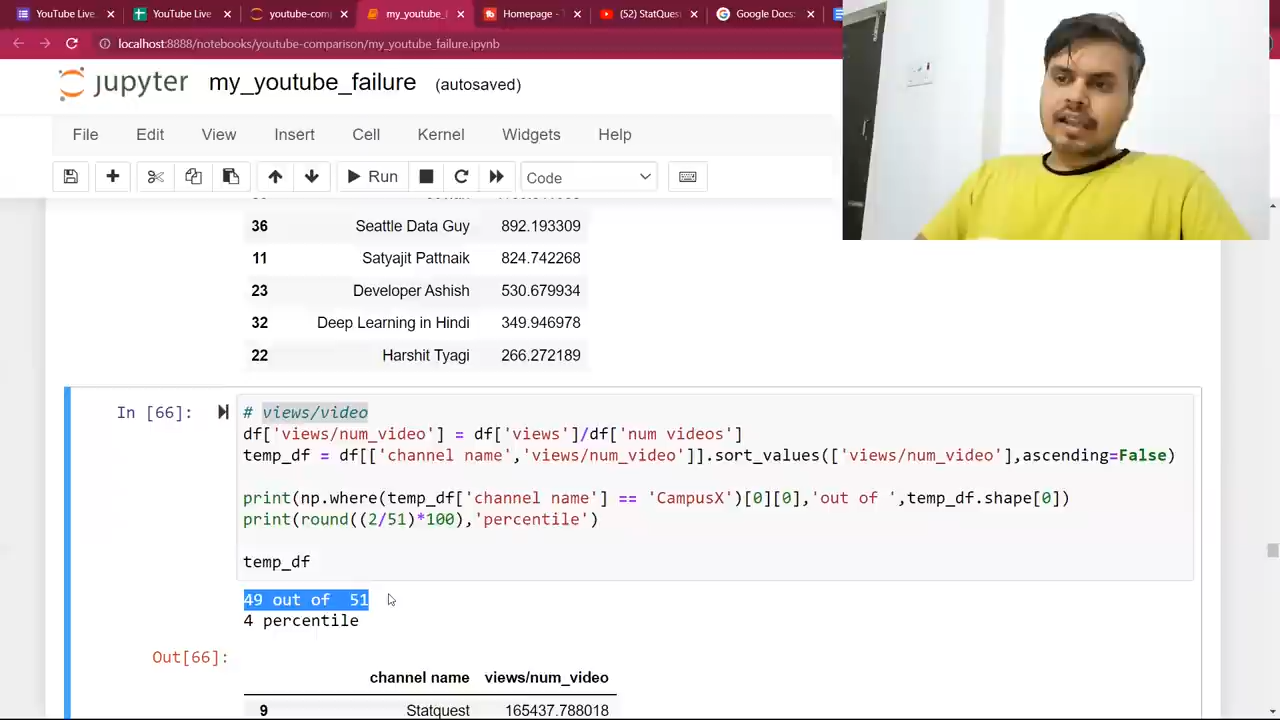 YouTube Live
YouTube Live
youtube-com
my_youtube_
Homepage - T
(52) StatQues
Google Docs:
localhost:8888/notebooks/youtube-comparison/my_youtube_failure.ipynb
jupyter my_youtube_failure (autosaved)
File Edit View Insert Cell Kernel Widgets Help
Run Code
36 Seattle Data Guy 892.193309
11 Satyajit Pattnaik 824.742268
23 Developer Ashish 530.679934
32 Deep Learning in Hindi 349.946978
22 Harshit Tyagi 266.272189
In [66]: # views/video
df['views/num_video'] = df['views']/df['num videos']
temp_df = df[['channel name','views/num_video']].sort_values(['views/num_video'],ascending=False)
print(np.where(temp_df['channel name'] == 'CampusX')[0][0],'out of ',temp_df.shape[0])
print(round((2/51)*100),'percentile')
temp_df
49 out of  51
4 percentile
Out[66]:
channel name views/num_video
9 Statquest 165437.788018